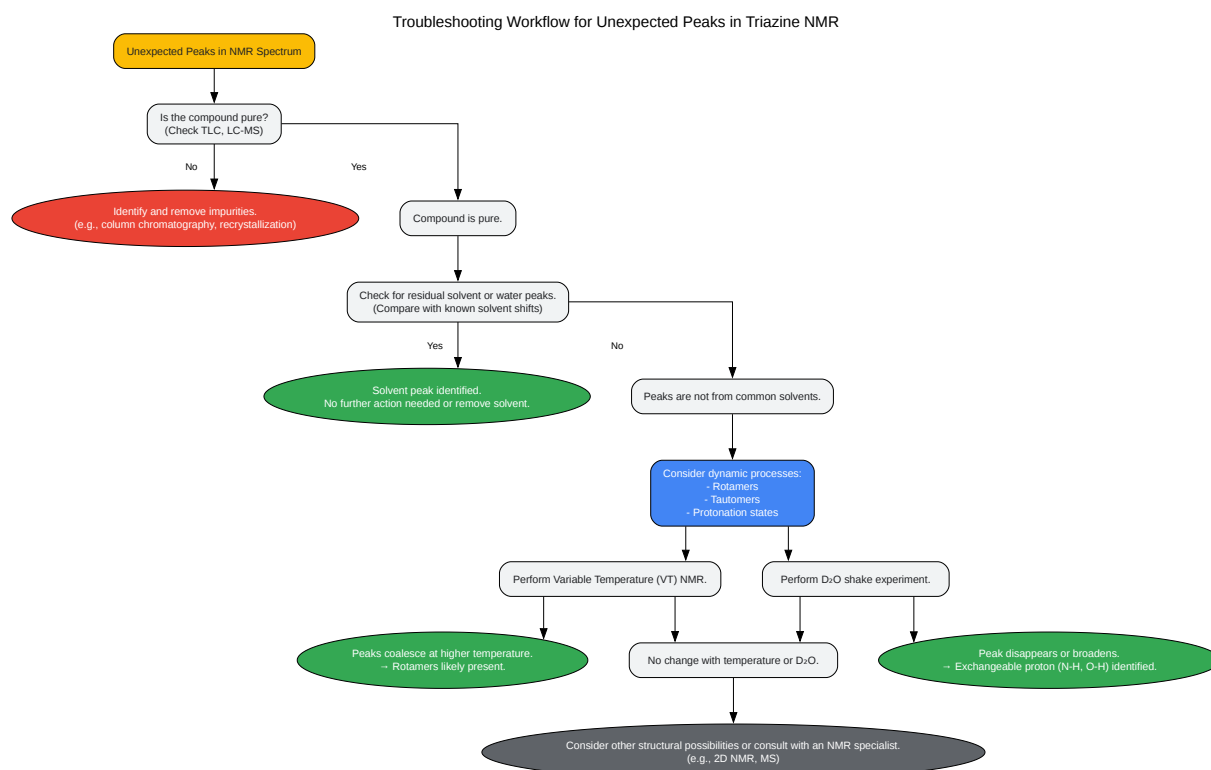 Troubleshooting Workflow for Unexpected Peaks in Triazine NMR
Unexpected Peaks in NMR Spectrum
Is the compound pure?
(Check TLC, LC-MS)
No
Yes
Identify and remove impurities.
(e.g., column chromatography, recrystallization)
Compound is pure.
Check for residual solvent or water peaks.
(Compare with known solvent shifts)
Yes
No
Solvent peak identified.
No further action needed or remove solvent.
Peaks are not from common solvents.
Consider dynamic processes:
- Rotamers
- Tautomers
- Protonation states
Perform Variable Temperature (VT) NMR.
Perform D₂O shake experiment.
Peaks coalesce at higher temperature.
→ Rotamers likely present.
No change with temperature or D₂O.
Peak disappears or broadens.
→ Exchangeable proton (N-H, O-H) identified.
Consider other structural possibilities or consult with an NMR specialist.
(e.g., 2D NMR, MS)